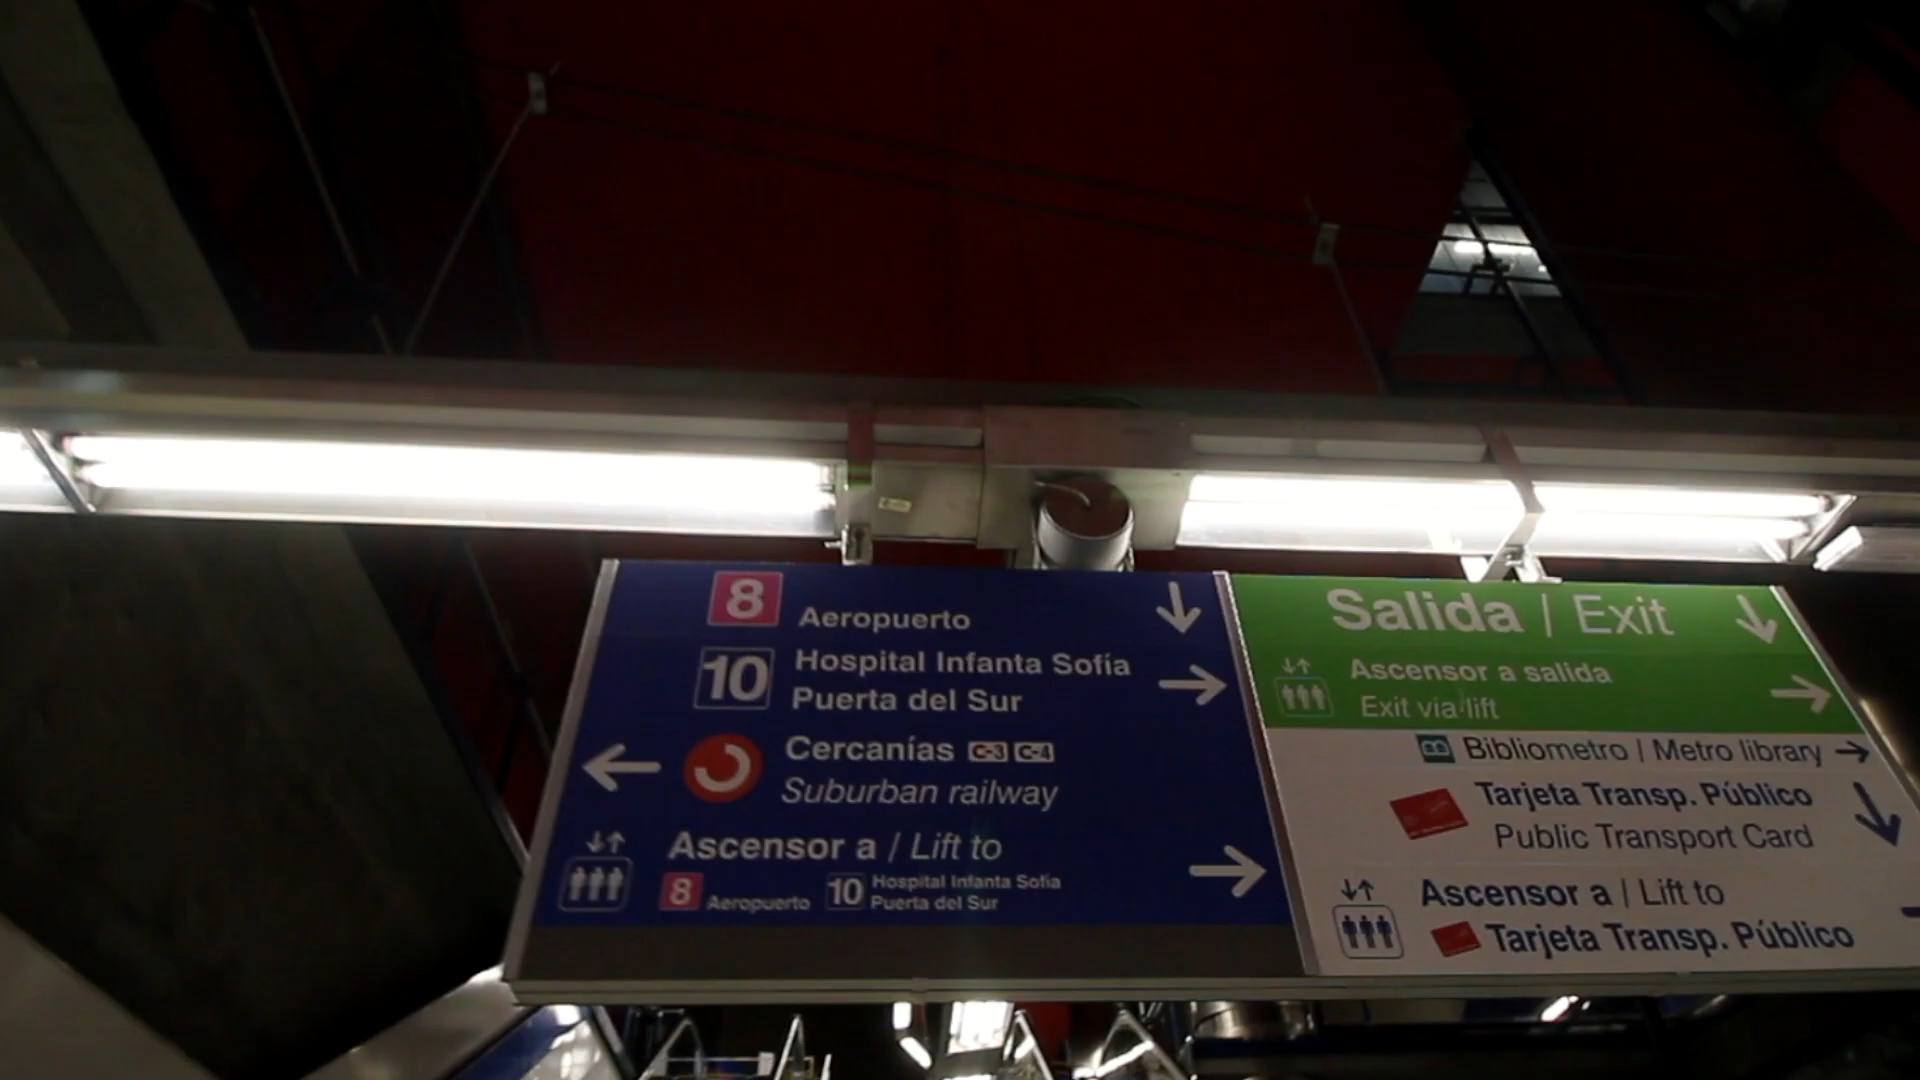 8 Aeropuerto
10 Hospital Infanta Sofía
Puerta del Sur
Cercanías C-3 C-4
Suburban railway
Ascensor a / Lift to
8 Aeropuerto 10 Hospital Infanta Sofía
Puerta del Sur
Salida / Exit
Ascensor a salida
Exit via lift
B Bibliometro / Metro library
Tarjeta Transp. Público
Public Transport Card
Ascensor a / Lift to
Tarjeta Transp. Público